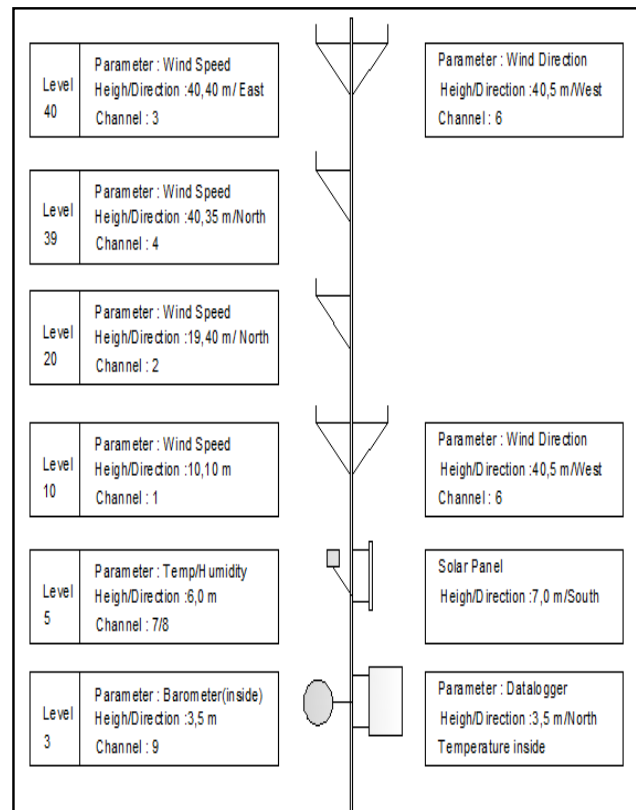 Level
40
Parameter : Wind Speed
Heigh/Direction :40,40 m/ East
Channel : 3
Parameter : Wind Direction
Heigh/Direction :40,5 m/West
Channel : 6
Level
39
Parameter : Wind Speed
Heigh/Direction :40,35 m/North
Channel : 4
Level
20
Parameter : Wind Speed
Heigh/Direction :19,40 m/ North
Channel : 2
Level
10
Parameter : Wind Speed
Heigh/Direction :10,10 m
Channel : 1
Parameter : Wind Direction
Heigh/Direction :40,5 m/West
Channel : 6
Level
5
Parameter : Temp/Humidity
Heigh/Direction :6,0 m
Channel : 7/8
Solar Panel
Heigh/Direction :7,0 m/South
Level
3
Parameter : Barometer(inside)
Heigh/Direction :3,5 m
Channel : 9
Parameter : Datalogger
Heigh/Direction :3,5 m/North
Temperature inside